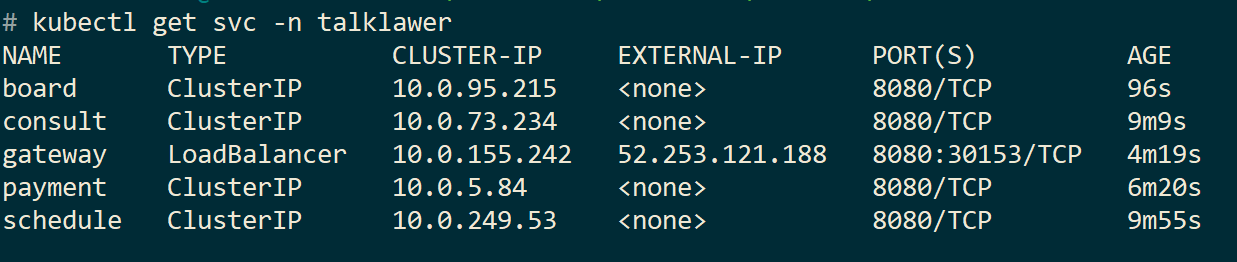 # kubectl get svc -n talklawer
NAME TYPE CLUSTER-IP EXTERNAL-IP PORT(S) AGE
board ClusterIP 10.0.95.215 <none> 8080/TCP 96s
consult ClusterIP 10.0.73.234 <none> 8080/TCP 9m9s
gateway LoadBalancer 10.0.155.242 52.253.121.188 8080:30153/TCP 4m19s
payment ClusterIP 10.0.5.84 <none> 8080/TCP 6m20s
schedule ClusterIP 10.0.249.53 <none> 8080/TCP 9m55s